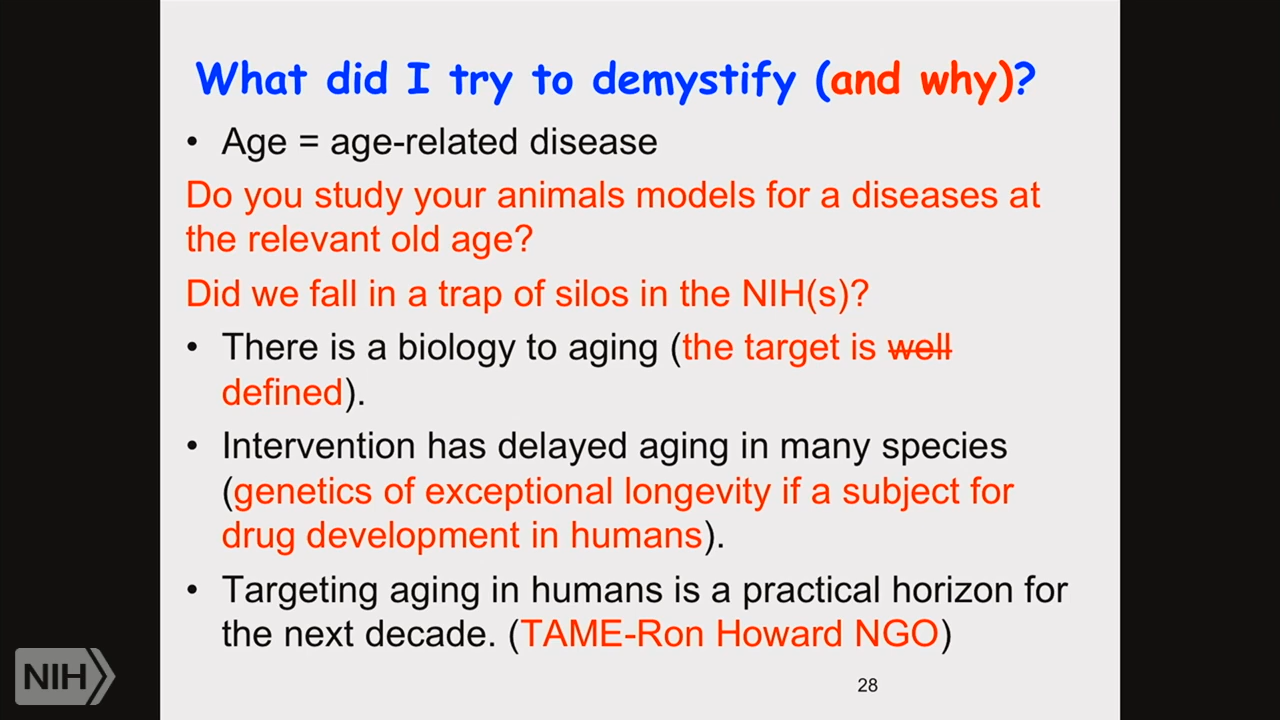 What did I try to demystify (and why)?
• Age = age-related disease
Do you study your animals models for a diseases at
the relevant old age?
Did we fall in a trap of silos in the NIH(s)?
• There is a biology to aging (the target is well
defined).
• Intervention has delayed aging in many species
(genetics of exceptional longevity if a subject for
drug development in humans).
• Targeting aging in humans is a practical horizon for
the next decade. (TAME-Ron Howard NGO)
NIH
28